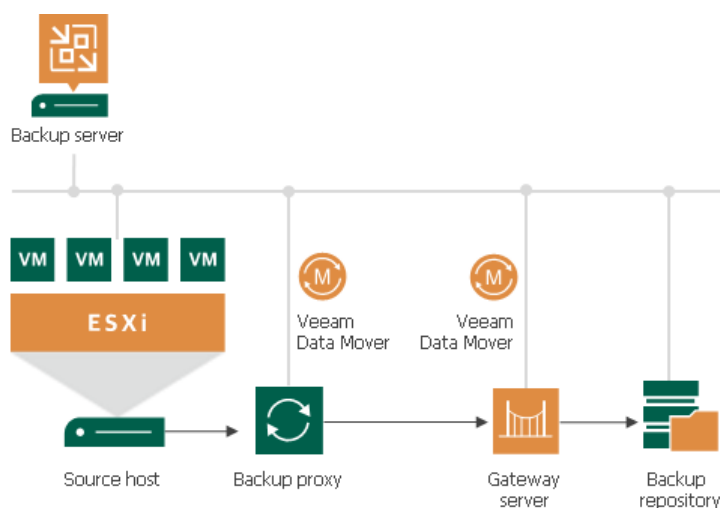 Backup server
VM VM VM VM
ESXi
M
Veeam
Data Mover
M
Veeam
Data Mover
Source host
Backup proxy
Gateway
server
Backup
repository